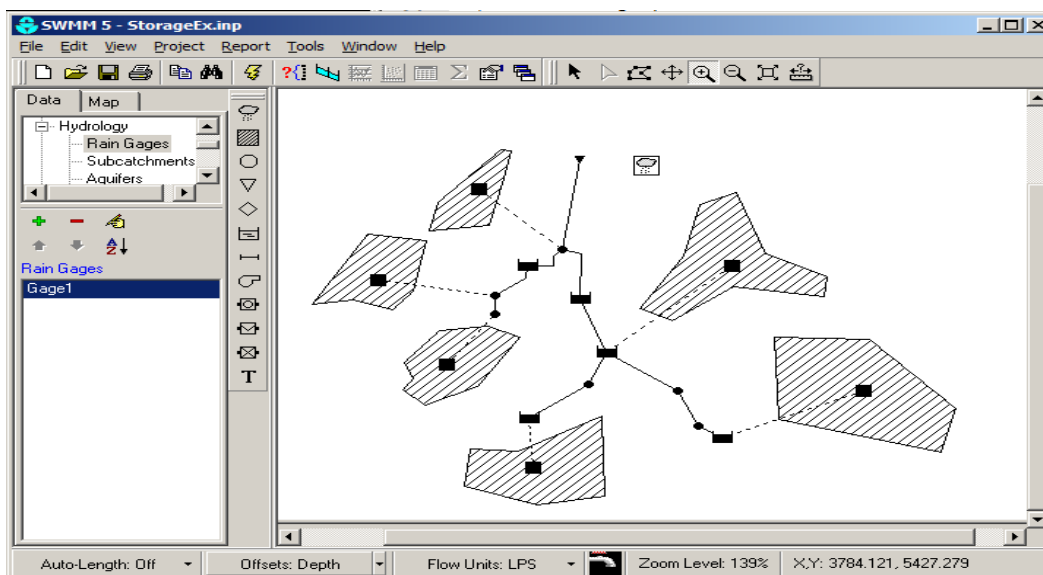 SWMM 5 - StorageEx.inp
File Edit View Project Report Tools Window Help
Data Map
Hydrology
Rain Gages
Subcatchments
Aquifers
Rain Gages
Gage1
T
Auto-Length: Off Offsets: Depth Flow Units: LPS Zoom Level: 139% X,Y: 3784.121, 5427.279